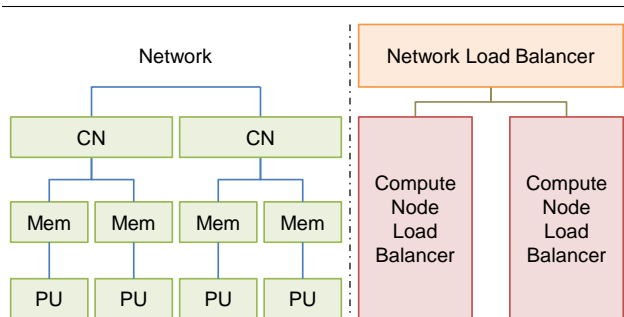 Network
Network Load Balancer
CN
CN
Compute
Node
Load
Balancer
Compute
Node
Load
Balancer
Mem
Mem
Mem
Mem
PU
PU
PU
PU